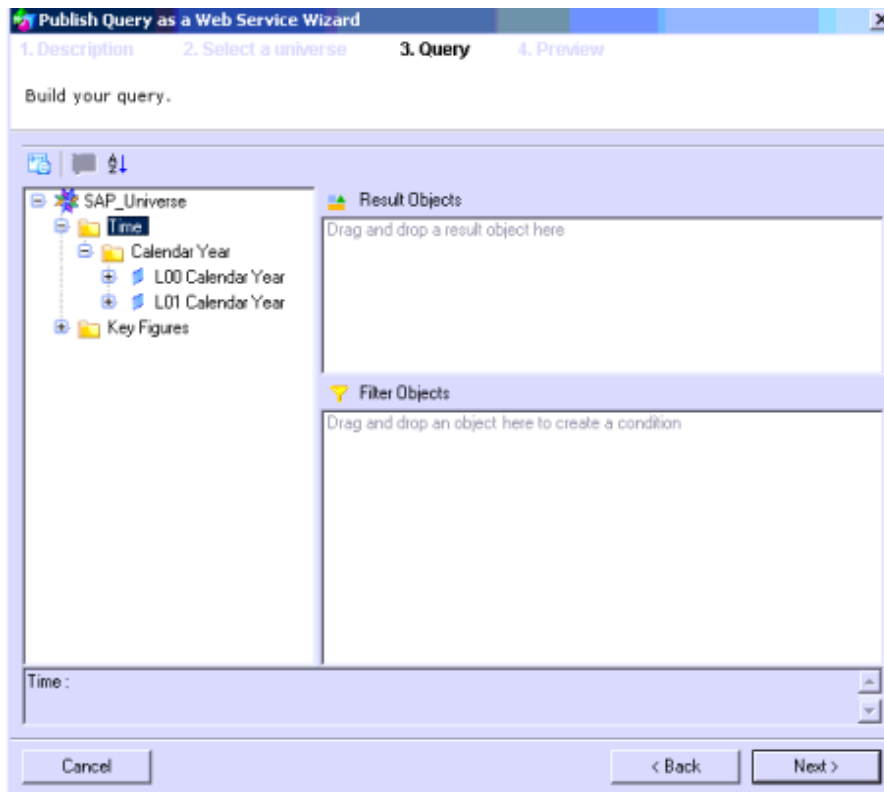 Publish Query as a Web Service Wizard
1. Description 2. Select a universe 3. Query 4. Preview
Build your query.
SAP_Universe
Time
Calendar Year
L00 Calendar Year
L01 Calendar Year
Key Figures
Result Objects
Drag and drop a result object here
Filter Objects
Drag and drop an object here to create a condition
Time :
Cancel
< Back
Next >